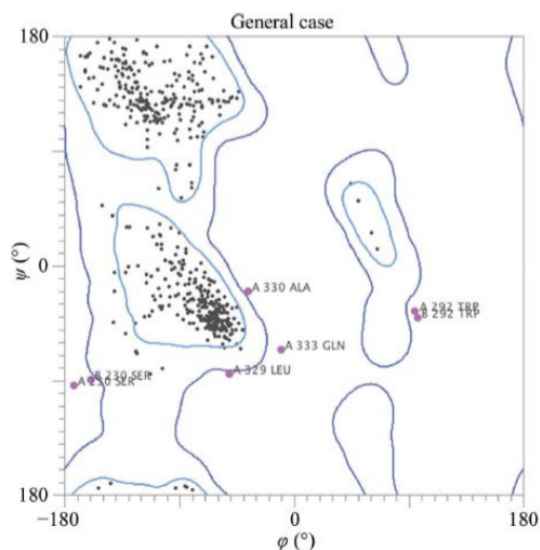 General case
180
A 330 ALA
A 292 TRP
B 292 TRP
A 333 GLN
A 329 LEU
B 230 SER
A 230 SER
0
180
ψ (°)
−180
0
180
φ (°)